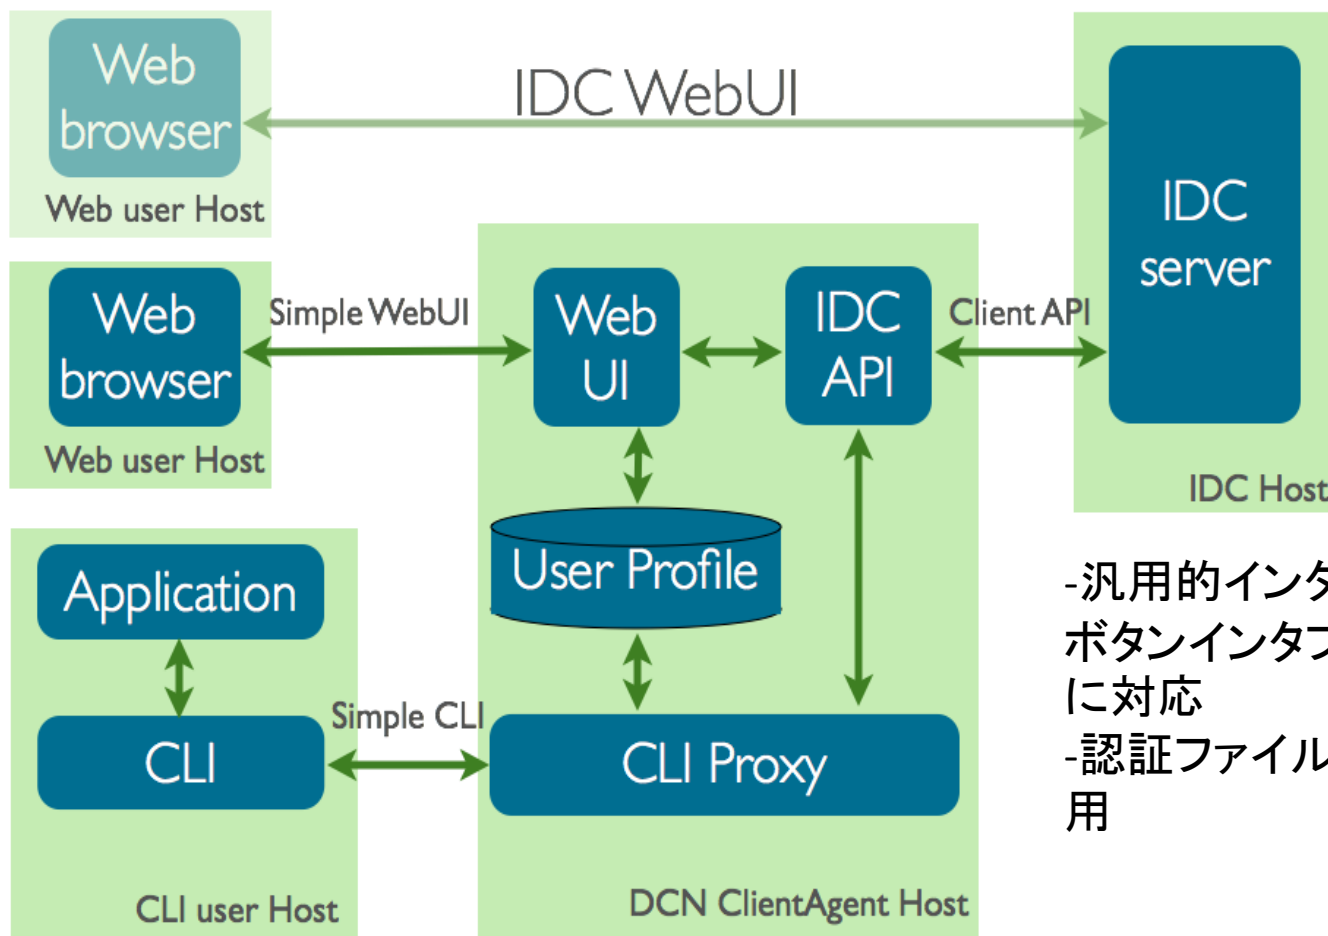 Web
browser
Web user Host
IDC WebUI
IDC
server
IDC Host
Web
browser
Web user Host
Simple WebUI
Web
UI
IDC
API
Client API
User Profile
Application
CLI
CLI user Host
Simple CLI
CLI Proxy
DCN ClientAgent Host
-汎用的インタ
ボタンインタフ
に対応
-認証ファイル
用